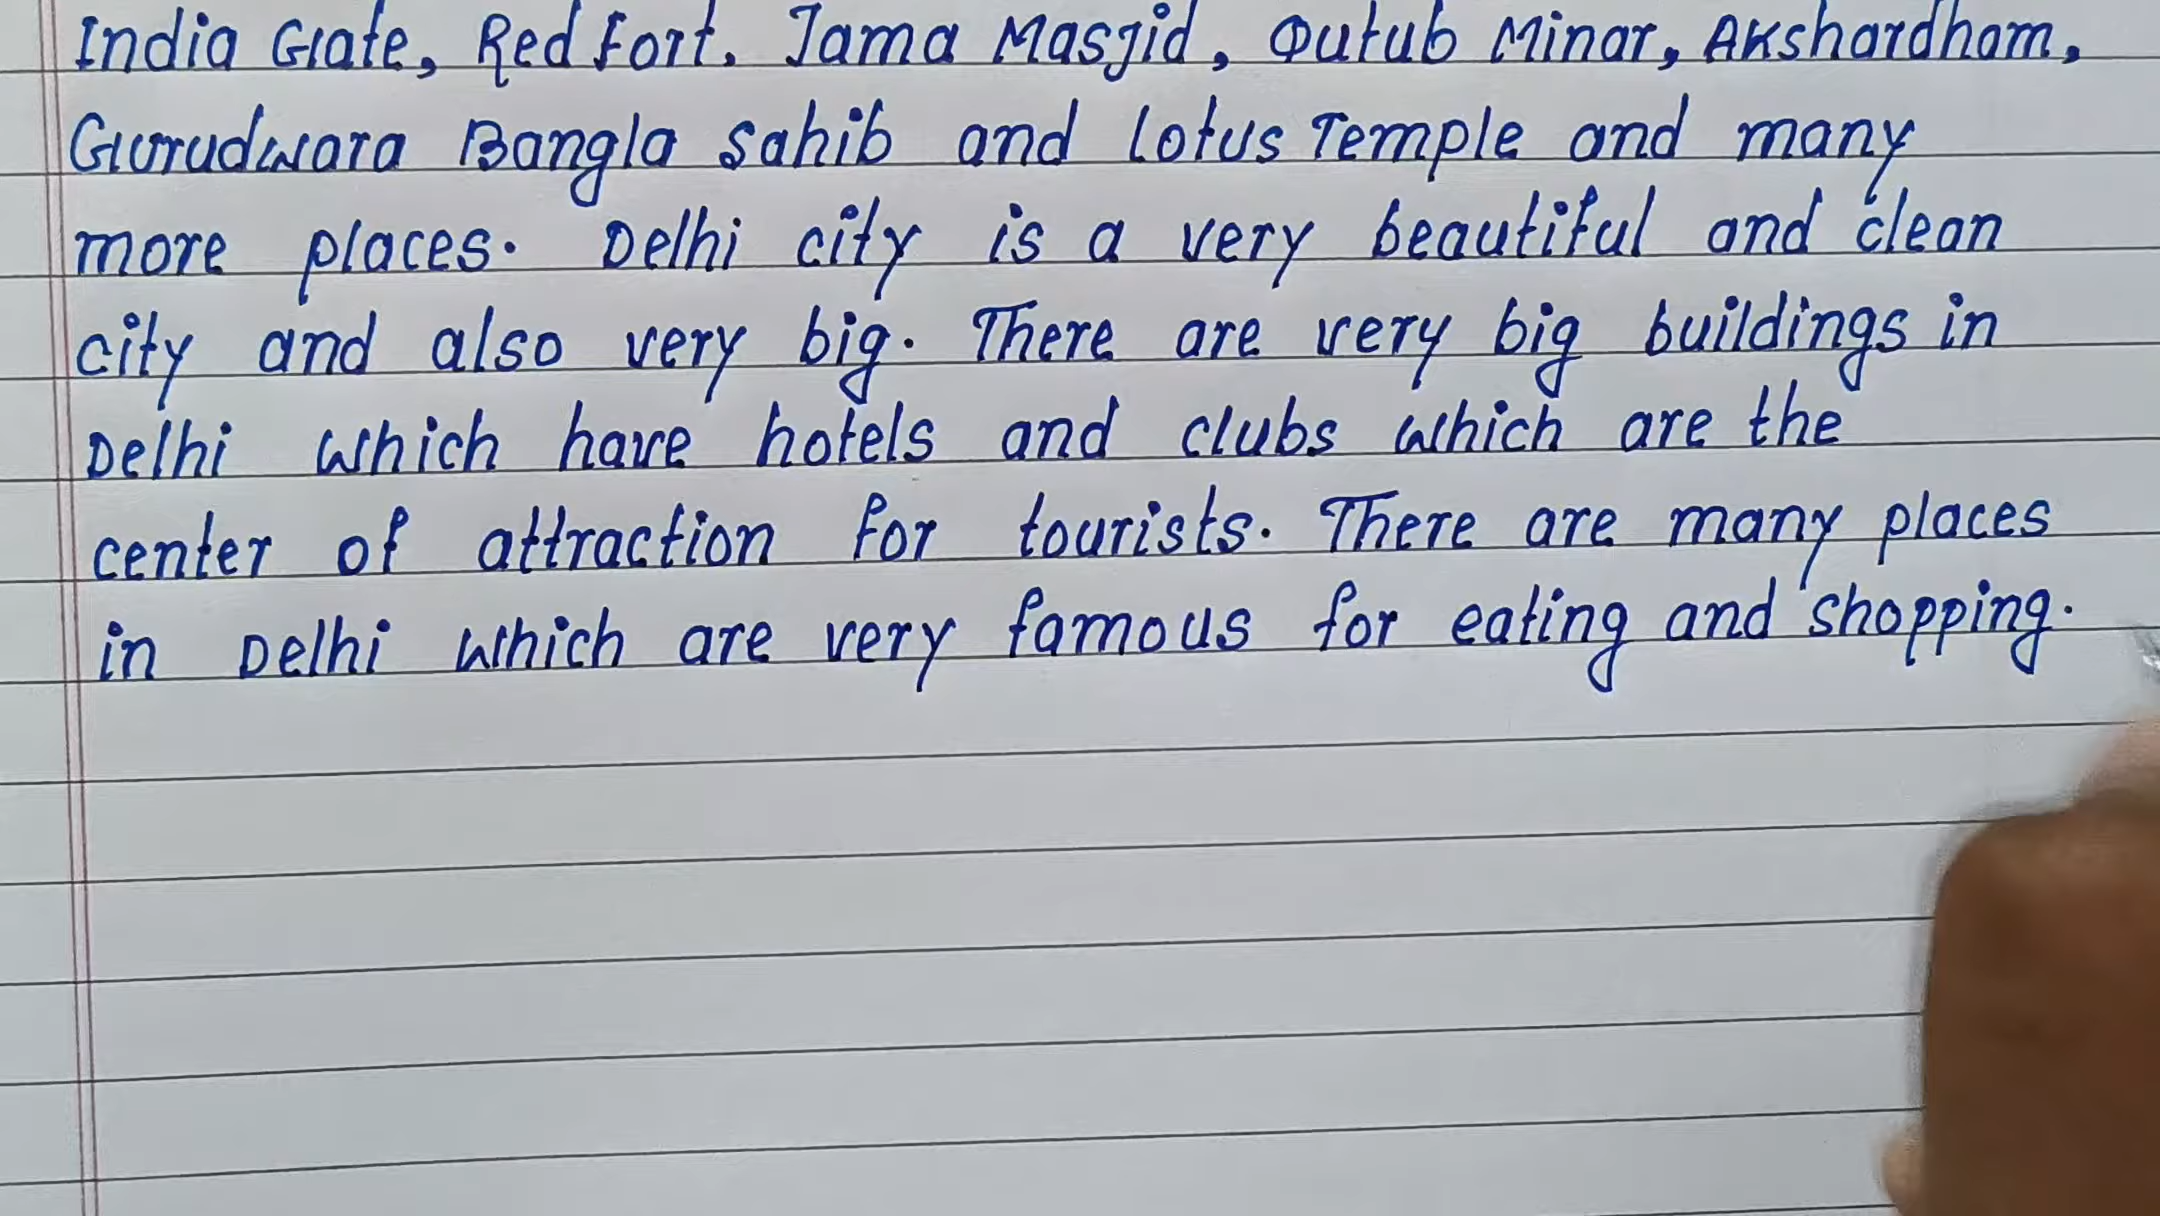 India Gate, Red Fort. Jama Masjid, Qutub Minar, Akshardham,
Gurudwara Bangla Sahib and Lotus Temple and many
more places. Delhi city is a very beautiful and clean
city and also very big. There are very big buildings in
Delhi which have hotels and clubs which are the
center of attraction for tourists. There are many places
in Delhi which are very famous for eating and shopping.